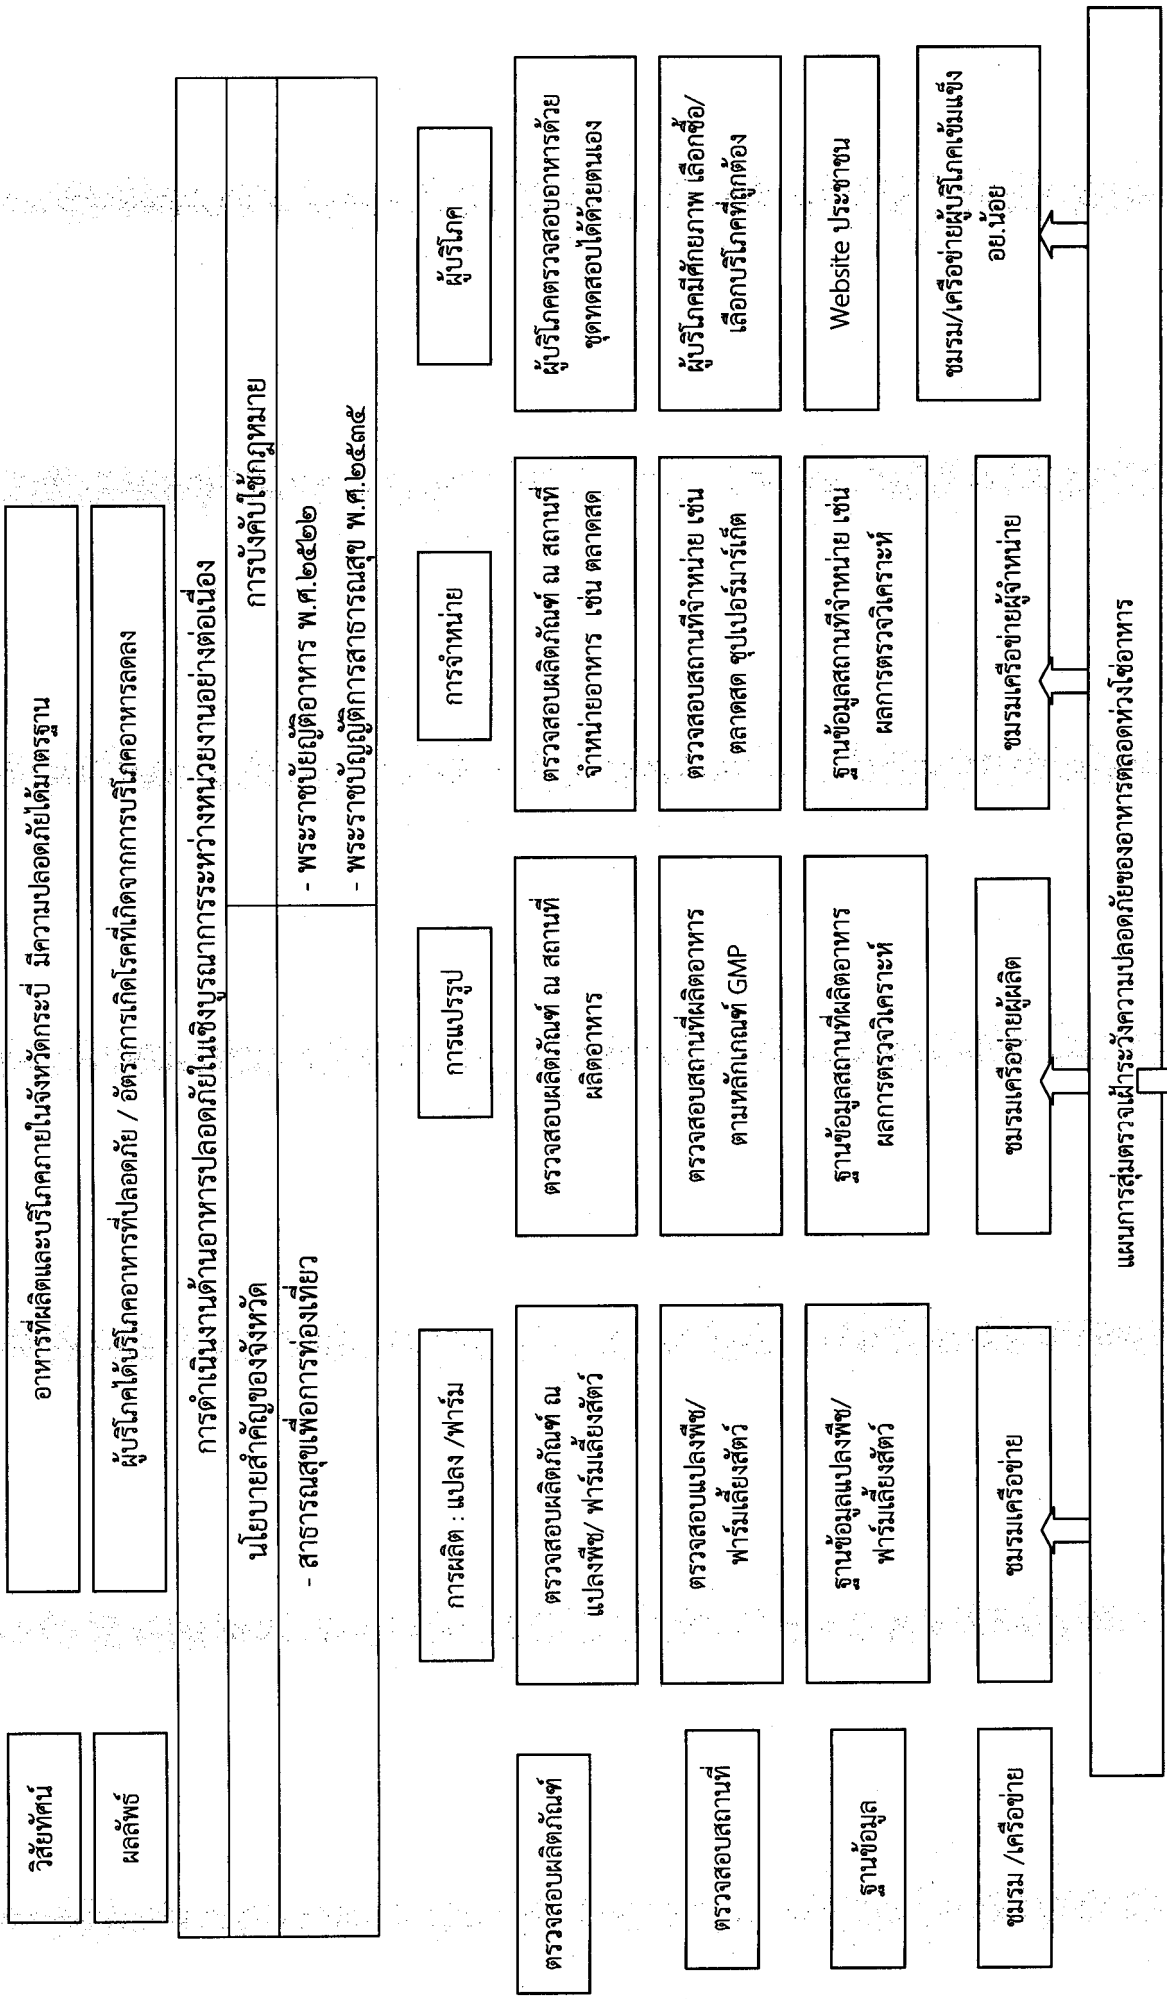 วิสัยทัศน์
อาหารที่ผลิตและบริโภคภายในจังหวัดกระบี่ มีความปลอดภัยได้มาตรฐาน
ผลลัพธ์
ผู้บริโภคได้บริโภคอาหารที่ปลอดภัย / อัตราการเกิดโรคที่เกิดจากการบริโภคอาหารลดลง
การดำเนินงานด้านอาหารปลอดภัยในเชิงบูรณาการระหว่างหน่วยงานอย่างต่อเนื่อง
นโยบายสำคัญของจังหวัด
การบังคับใช้กฎหมาย
- สาธารณสุขเพื่อการท่องเที่ยว
- พระราชบัญญัติอาหาร พ.ศ.๒๕๒๒
- พระราชบัญญัติการสาธารณสุข พ.ศ.๒๕๓๕
การผลิต : แปลง /ฟาร์ม
การแปรรูป
การจำหน่าย
ผู้บริโภค
ตรวจสอบผลิตภัณฑ์
ตรวจสอบผลิตภัณฑ์ ณ
แปลงพืช/ ฟาร์มเลี้ยงสัตว์
ตรวจสอบผลิตภัณฑ์ ณ สถานที่
ผลิตอาหาร
ตรวจสอบผลิตภัณฑ์ ณ สถานที่
จำหน่ายอาหาร เช่น ตลาดสด
ผู้บริโภคตรวจสอบอาหารด้วย
ชุดทดสอบได้ด้วยตนเอง
ตรวจสอบสถานที่
ตรวจสอบแปลงพืช/
ฟาร์มเลี้ยงสัตว์
ตรวจสอบสถานที่ผลิตอาหาร
ตามหลักเกณฑ์ GMP
ตรวจสอบสถานที่จำหน่าย เช่น
ตลาดสด ซุปเปอร์มาร์เก็ต
ผู้บริโภคมีศักยภาพ เลือกซื้อ/
เลือกบริโภคที่ถูกต้อง
ฐานข้อมูล
ฐานข้อมูลแปลงพืช/
ฟาร์มเลี้ยงสัตว์
ฐานข้อมูลสถานที่ผลิตอาหาร
ผลการตรวจวิเคราะห์
ฐานข้อมูลสถานที่จำหน่าย เช่น
ผลการตรวจวิเคราะห์
Website ประชาชน
ชมรม /เครือข่าย
ชมรมเครือข่าย
ชมรมเครือข่ายผู้ผลิต
ชมรมเครือข่ายผู้จำหน่าย
ชมรม/เครือข่ายผู้บริโภคเข้มแข็ง
อย.น้อย
แผนการสุ่มตรวจเฝ้าระวังความปลอดภัยของอาหารตลอดห่วงโซ่อาหาร